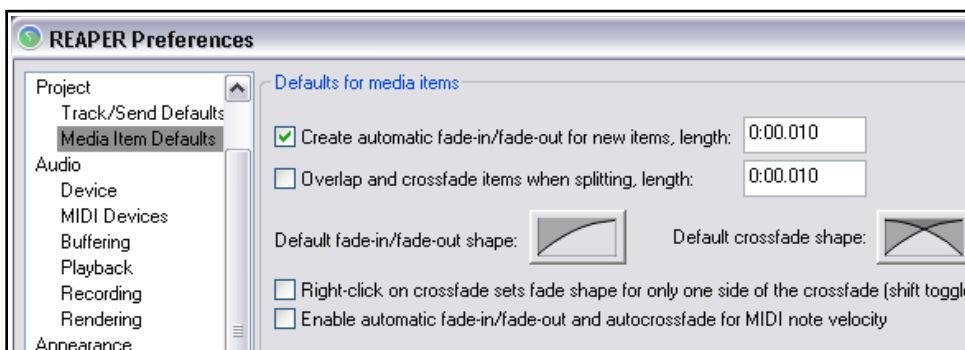 REAPER Preferences
Project
Track/Send Defaults
Media Item Defaults
Audio
Device
MIDI Devices
Buffering
Playback
Recording
Rendering
Appearance
Defaults for media items
Create automatic fade-in/fade-out for new items, length: 0:00.010
Overlap and crossfade items when splitting, length: 0:00.010
Default fade-in/fade-out shape: Default crossfade shape:
Right-click on crossfade sets fade shape for only one side of the crossfade (shift toggle
Enable automatic fade-in/fade-out and autocrossfade for MIDI note velocity